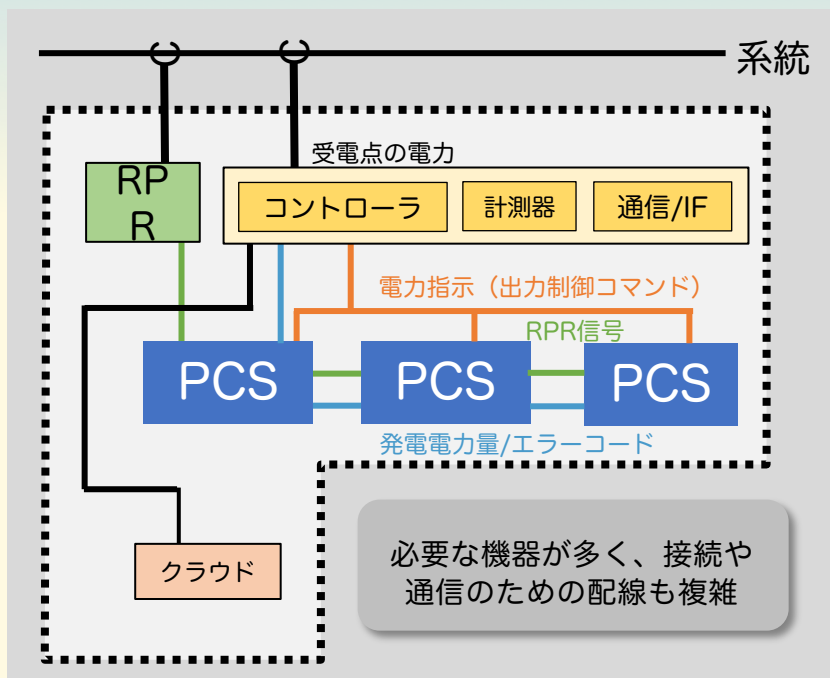 系統
受電点の電力
RP
R
コントローラ
計測器
通信/IF
電力指示（出力制御コマンド）
RPR信号
PCS
PCS
PCS
発電電力量/エラーコード
クラウド
必要な機器が多く、接続や
通信のための配線も複雑